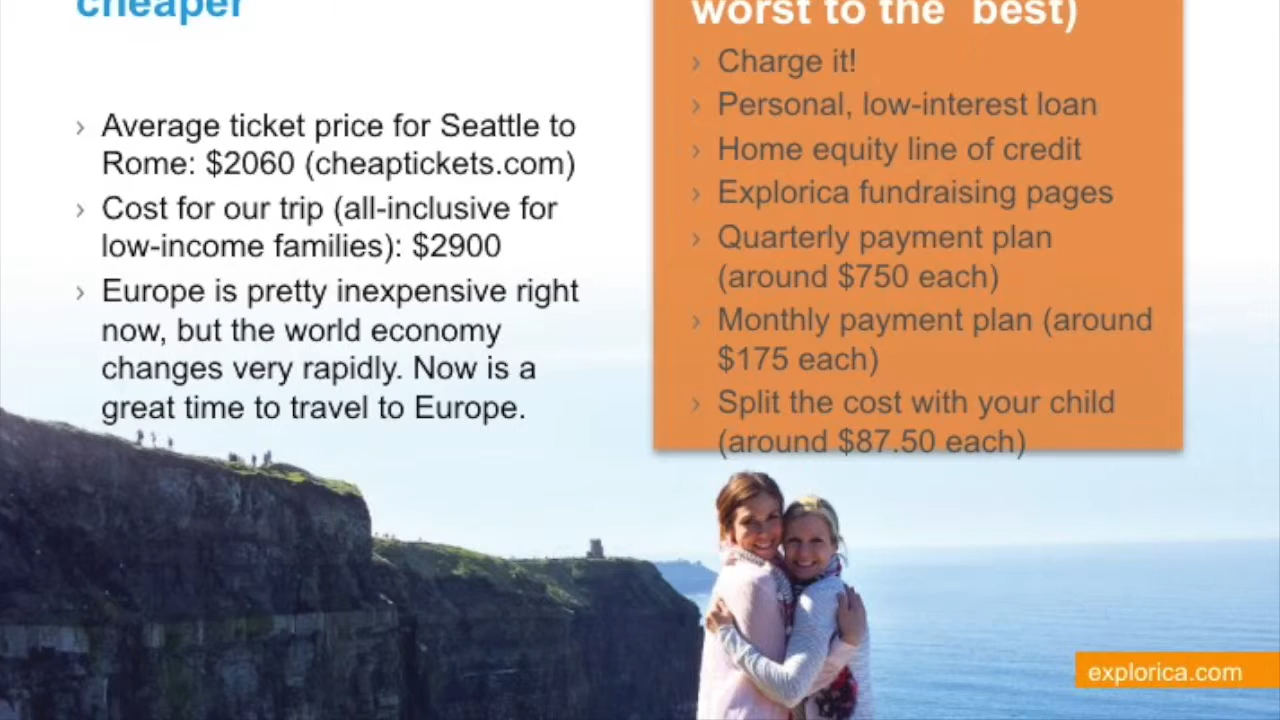 cheaper
› Average ticket price for Seattle to
Rome: $2060 (cheaptickets.com)
› Cost for our trip (all-inclusive for
low-income families): $2900
› Europe is pretty inexpensive right
now, but the world economy
changes very rapidly. Now is a
great time to travel to Europe.
worst to the best)
› Charge it!
› Personal, low-interest loan
› Home equity line of credit
› Explorica fundraising pages
› Quarterly payment plan
(around $750 each)
› Monthly payment plan (around
$175 each)
› Split the cost with your child
(around $87.50 each)
explorica.com